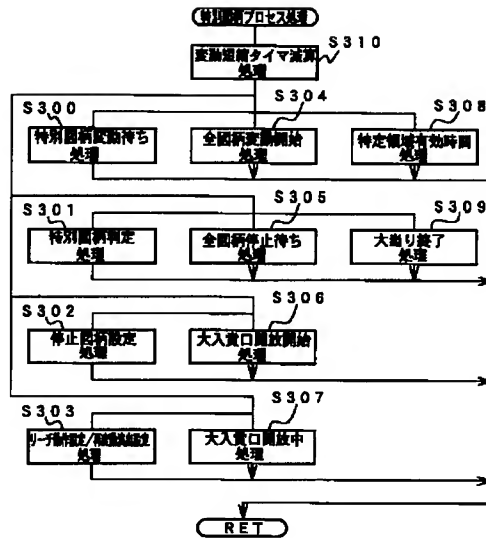 特別図柄プロセス処理
S310
変動短縮タイマ減算
処理
S300
特別図柄変動待ち
処理
S304
全図柄変動開始
処理
S308
特定領域有効時間
処理
S301
特別図柄判定
処理
S305
全図柄停止待ち
処理
S309
大当り終了
処理
S302
停止図柄設定
処理
S306
大入賞口開放開始
処理
S303
リーチ動作設定/
処理
S307
大入賞口開放中
処理
RET